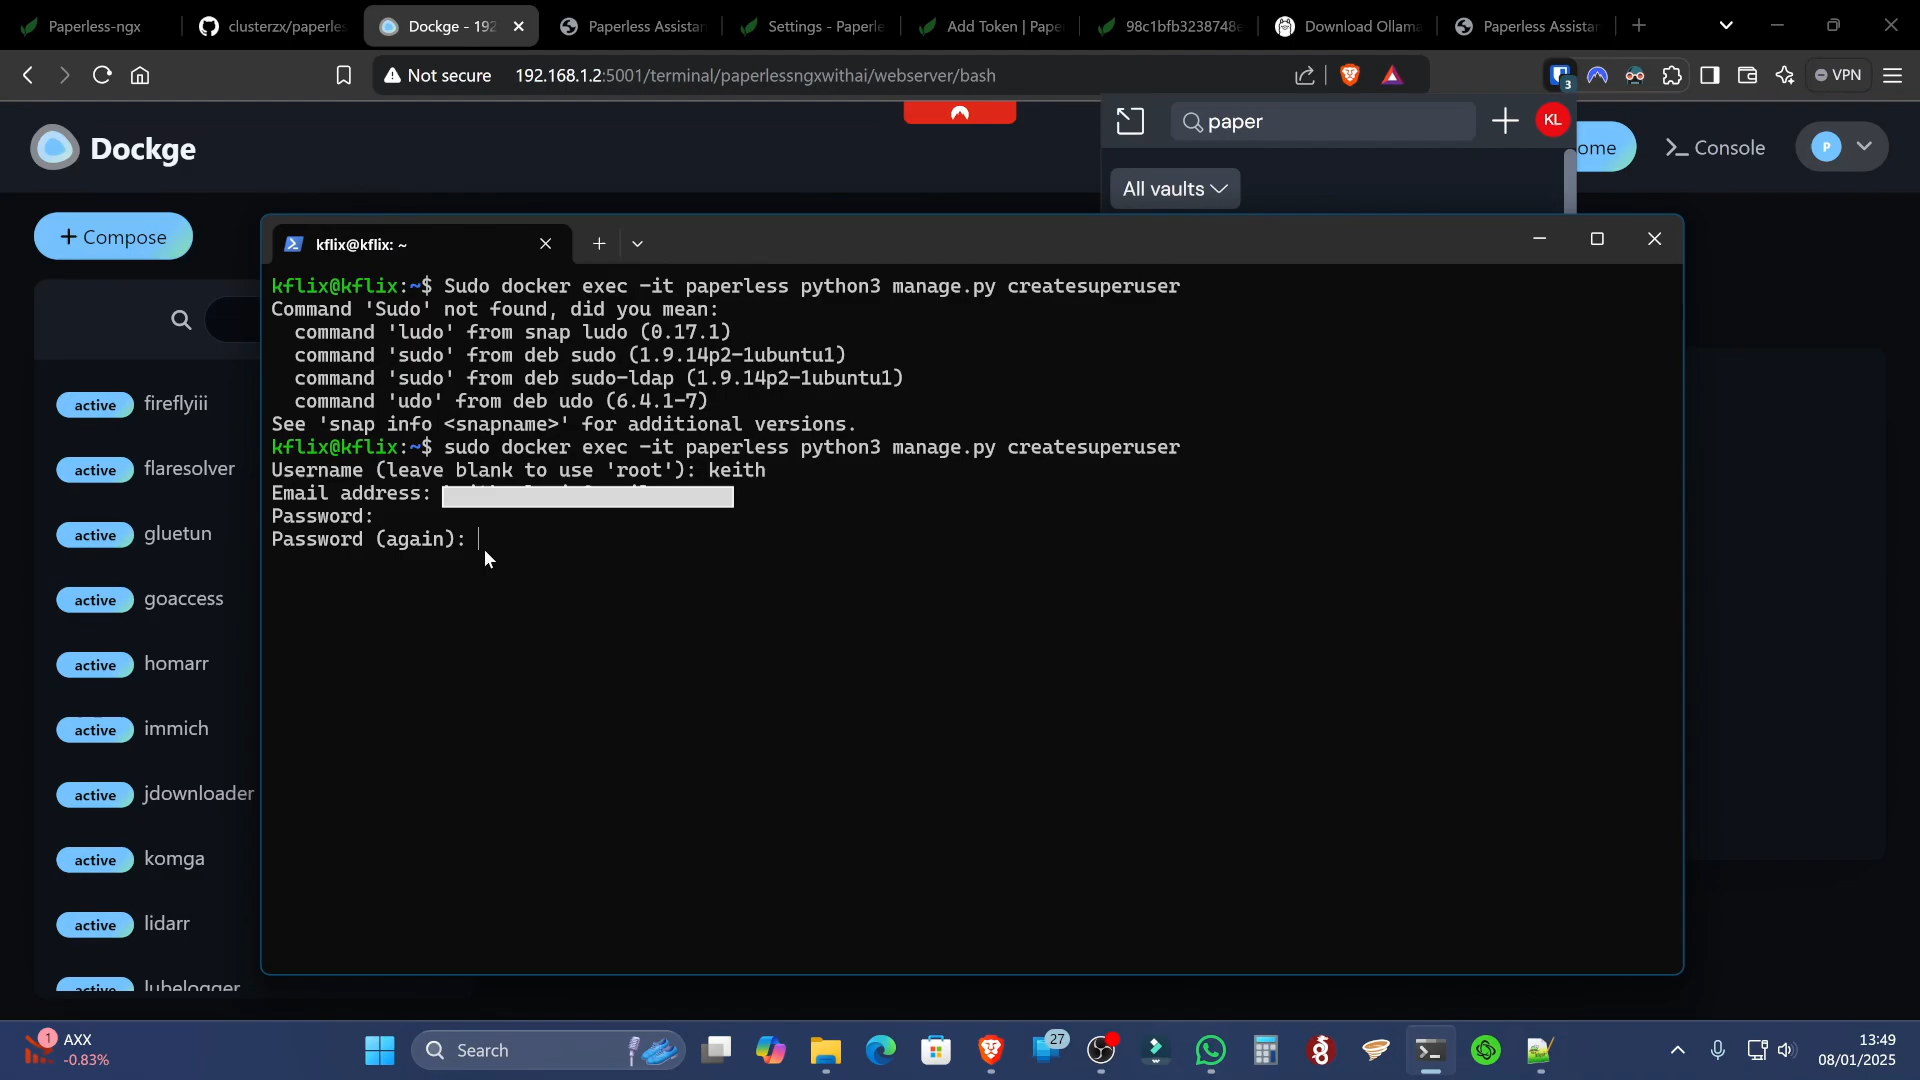 Paperless-ngx
clusterzx/paperles
Dockge - 192
Paperless Assistan
Settings - Paperle
Add Token | Pape
98c1bfb3238748e
Download Ollama
Paperless Assistan
Not secure
192.168.1.2:5001/terminal/paperlessngxwithai/webserver/bash
3
VPN
Dockge
paper
KL
ome
Console
P
All vaults
+ Compose
kflix@kflix: ~
kflix@kflix:~$ Sudo docker exec -it paperless python3 manage.py createsuperuser
Command 'Sudo' not found, did you mean:
command 'ludo' from snap ludo (0.17.1)
command 'sudo' from deb sudo (1.9.14p2-1ubuntu1)
command 'sudo' from deb sudo-ldap (1.9.14p2-1ubuntu1)
command 'udo' from deb udo (6.4.1-7)
See 'snap info <snapname>' for additional versions.
kflix@kflix:~$ sudo docker exec -it paperless python3 manage.py createsuperuser
Username (leave blank to use 'root'): keith
Email address:
Password:
Password (again):
active fireflyiii
active flaresolver
active gluetun
active goaccess
active homarr
active immich
active jdownloader
active komga
active lidarr
active lubelogger
1
AXX
-0.83%
Search
27
13:49
08/01/2025